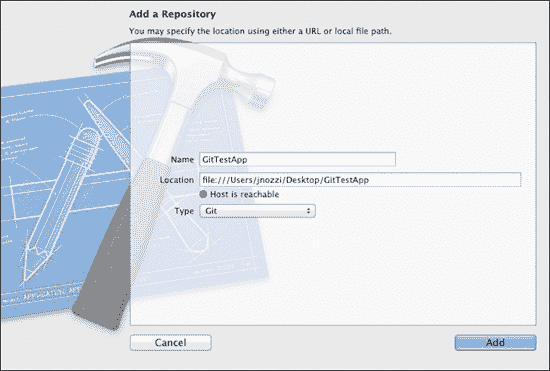 Add a Repository
You may specify the location using either a URL or local file path.
Name GitTestApp
Location file:///Users/jnozzi/Desktop/GitTestApp
Host is reachable
Type Git
Cancel Add
APPLICATION